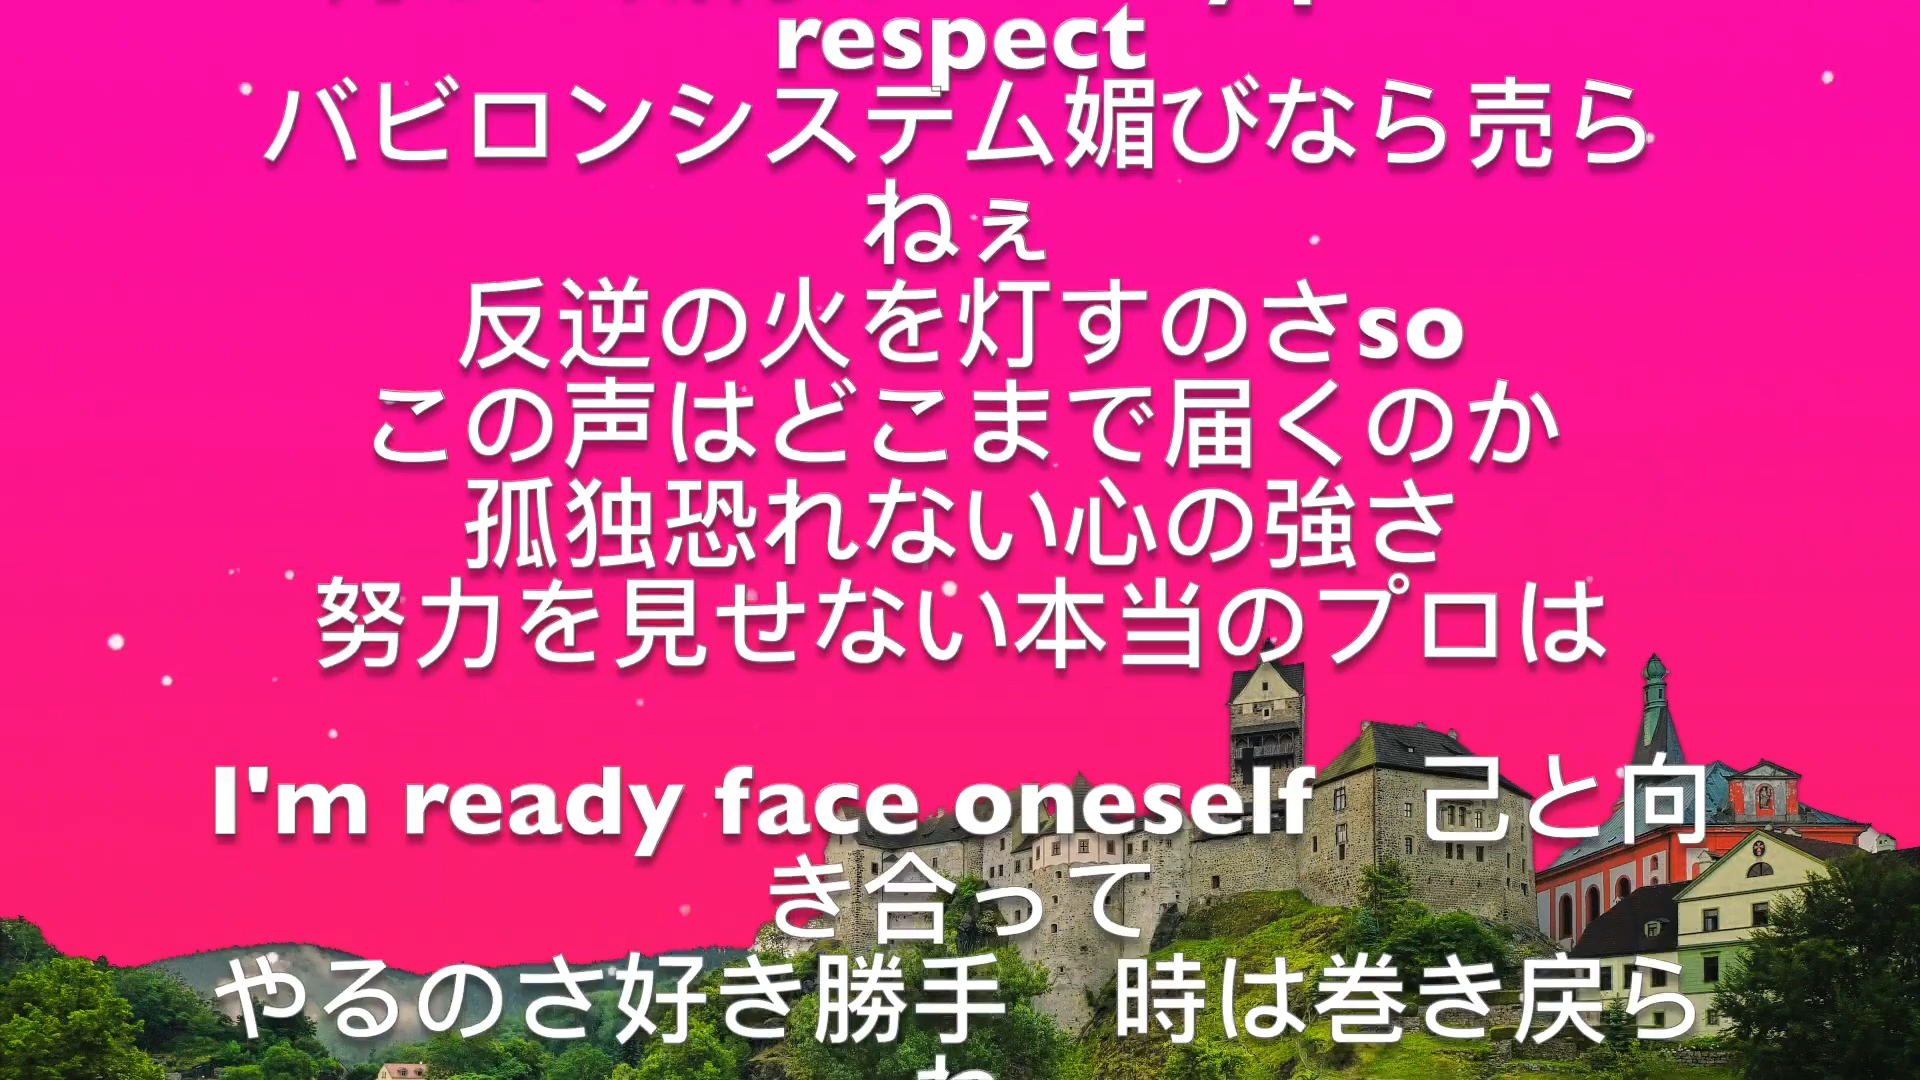 respect
バビロンシステム媚びなら売ら
ねぇ
反逆の火を灯すのさso
この声はどこまで届くのか
孤独恐れない心の強さ
努力を見せない本当のプロは
I'm ready face oneself　己と向
き合って
やるのさ好き勝手　時は巻き戻ら